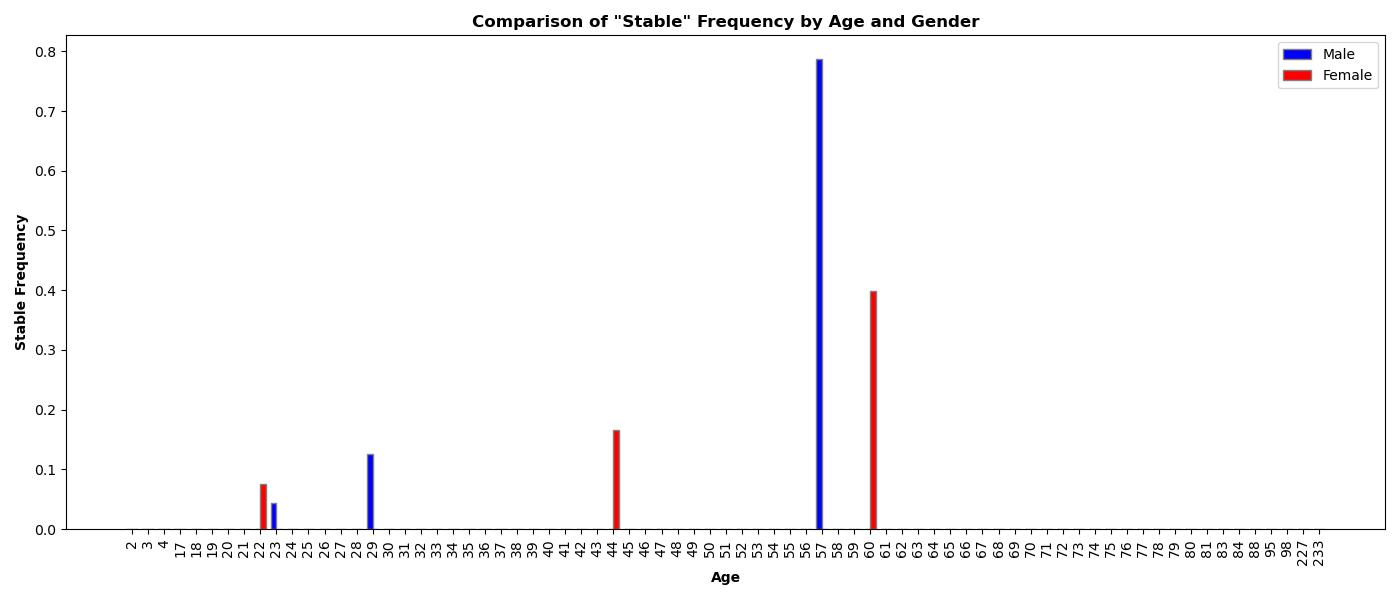 Comparison of "Stable" Frequency by Age and Gender
Male
Female
Stable Frequency
0.8
0.7
0.6
0.5
0.4
0.3
0.2
0.1
0.0
2 3 4 17 18 19 20 21 22 23 24 25 26 27 28 29 30 31 32 33 34 35 36 37 38 39 40 41 42 43 44 45 46 47 48 49 50 51 52 53 54 55 56 57 58 59 60 61 62 63 64 65 66 67 68 69 70 71 72 73 74 75 76 77 78 79 80 81 83 84 88 95 98 227 233
Age